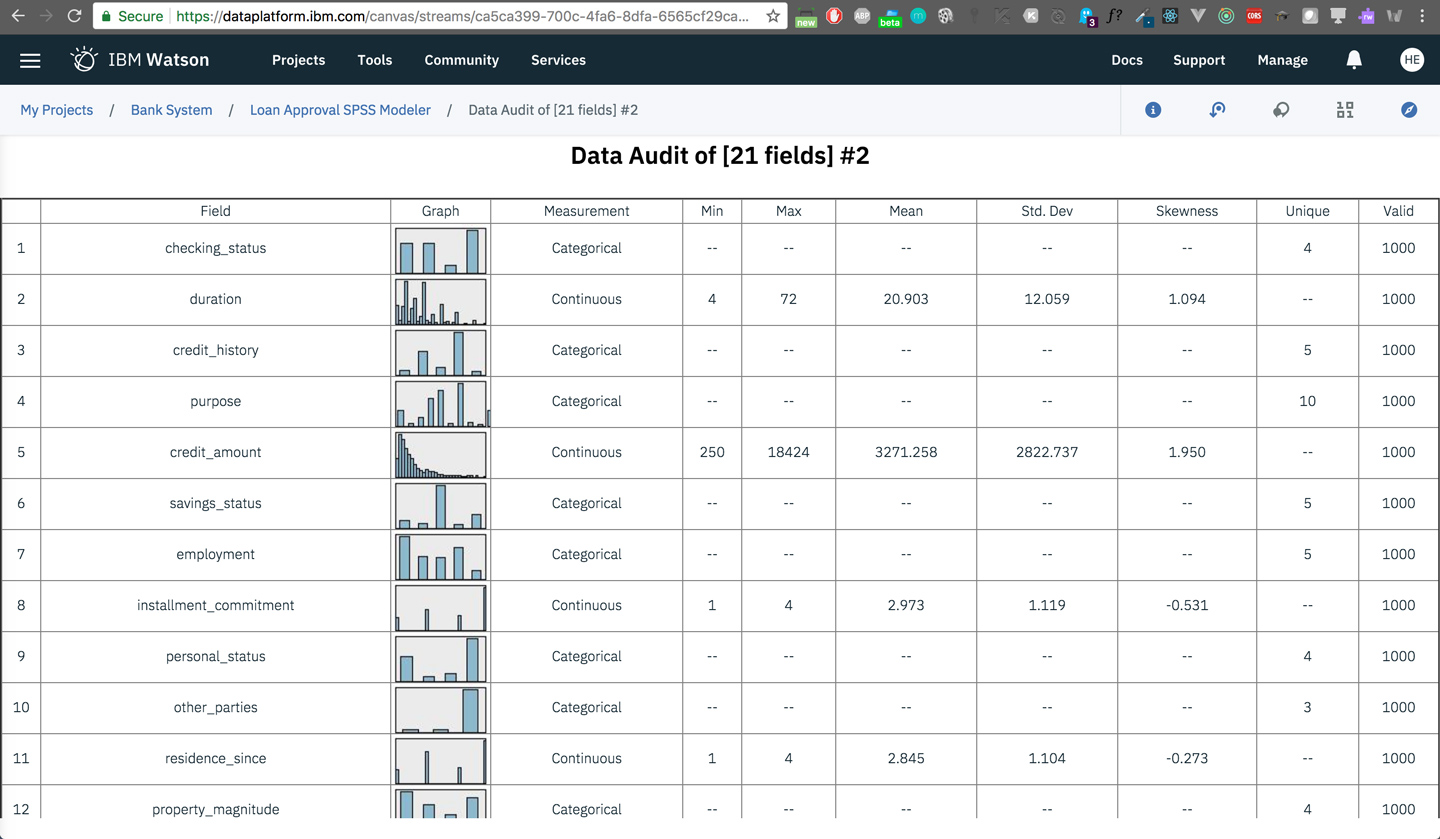 Secure https://dataplatform.ibm.com/canvas/streams/ca5ca399-700c-4fa6-8dfa-6565cf29ca... new ABP beta m K 3 f? CORS rw
IBM Watson Projects Tools Community Services Docs Support Manage HE
My Projects / Bank System / Loan Approval SPSS Modeler / Data Audit of [21 fields] #2
Data Audit of [21 fields] #2
Field Graph Measurement Min Max Mean Std. Dev Skewness Unique Valid
1 checking_status Categorical -- -- -- -- -- 4 1000
2 duration Continuous 4 72 20.903 12.059 1.094 -- 1000
3 credit_history Categorical -- -- -- -- -- 5 1000
4 purpose Categorical -- -- -- -- -- 10 1000
5 credit_amount Continuous 250 18424 3271.258 2822.737 1.950 -- 1000
6 savings_status Categorical -- -- -- -- -- 5 1000
7 employment Categorical -- -- -- -- -- 5 1000
8 installment_commitment Continuous 1 4 2.973 1.119 -0.531 -- 1000
9 personal_status Categorical -- -- -- -- -- 4 1000
10 other_parties Categorical -- -- -- -- -- 3 1000
11 residence_since Continuous 1 4 2.845 1.104 -0.273 -- 1000
12 property_magnitude Categorical -- -- -- -- -- 4 1000